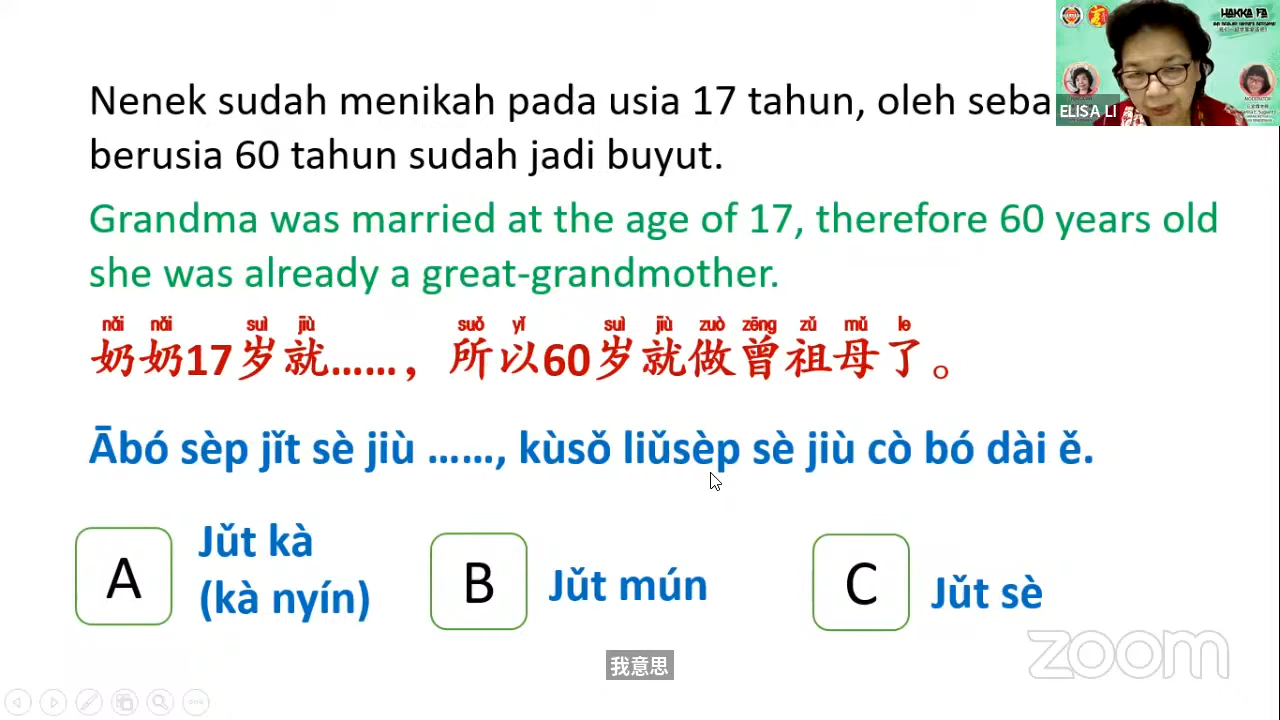 Nenek sudah menikah pada usia 17 tahun, oleh seba
berusia 60 tahun sudah jadi buyut.
Grandma was married at the age of 17, therefore 60 years old
she was already a great-grandmother.
nǎi nǎi suì jiù suǒ yǐ suì jiù zuò zēng zǔ mǔ le
奶奶17岁就……，所以60岁就做曾祖母了。
Ābó sèp jǐt sè jiù ……, kùsǒ liǔsèp sè jiù cò bó dài ě.
A
Jǔt kà
(kà nyín)
B
Jǔt mún
C
Jǔt sè
我意思
zoom
HAKKA FA
ELISA LI
MODERATOR